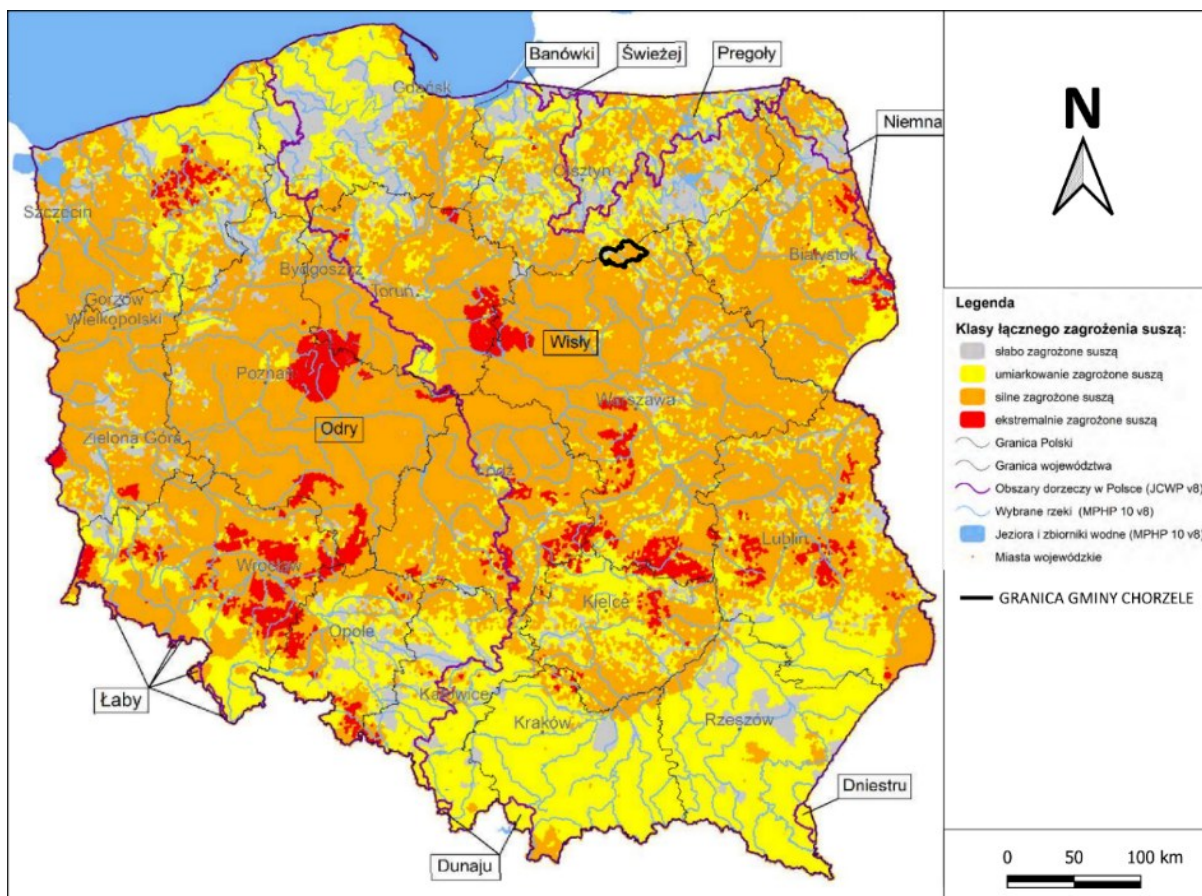 Banówki
Świeżej
Pregoły
Gdańsk
Niemna
Olsztyn
Szczecin
Białystok
Bydgoszcz
Toruń
Gorzów
Wielkopolski
Wisły
Poznań
Warszawa
Odry
Zielona Góra
Łódź
Wrocław
Lublin
Kielce
Opole
Łaby
Katowice
Kraków
Rzeszów
Dniestru
Dunaju
N
Legenda
Klasy łącznego zagrożenia suszą:
słabo zagrożone suszą
umiarkowanie zagrożone suszą
silne zagrożone suszą
ekstremalnie zagrożone suszą
Granica Polski
Granica województwa
Obszary dorzeczy w Polsce (JCWP v8)
Wybrane rzeki (MPHP 10 v8)
Jeziora i zbiorniki wodne (MPHP 10 v8)
Miasta wojewódzkie
GRANICA GMINY CHORZELE
0 50 100 km